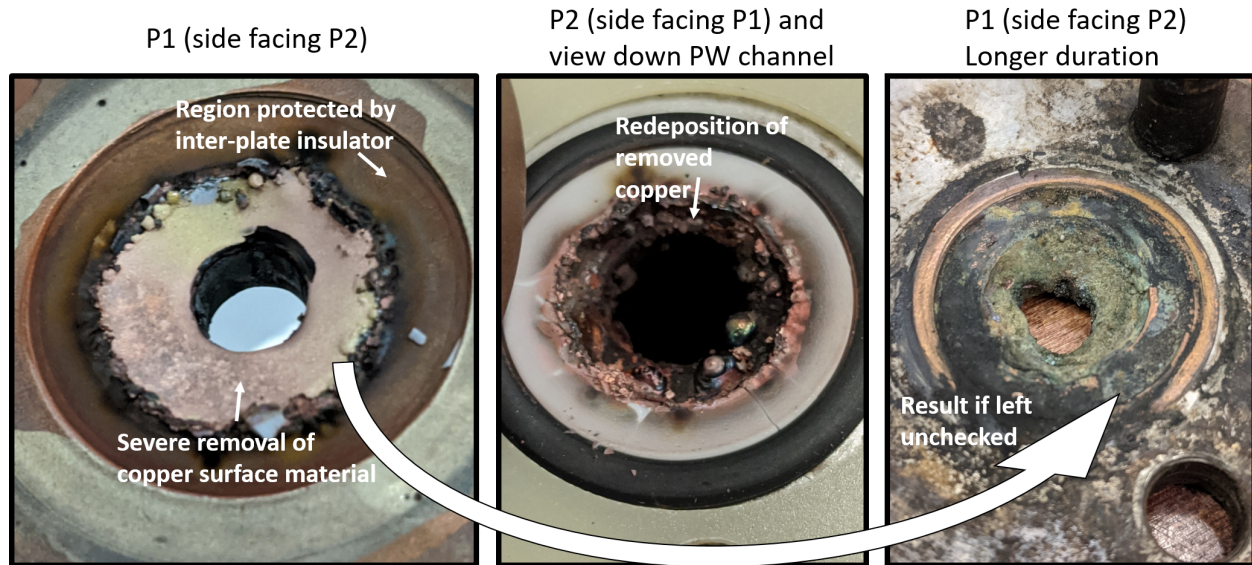 P1 (side facing P2)
P2 (side facing P1) and
view down PW channel
P1 (side facing P2)
Longer duration
Region protected by
inter-plate insulator
Severe removal of
copper surface material
Redeposition of
removed
copper
Result if left
unchecked